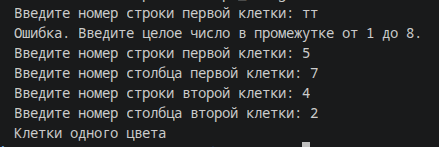 Введите номер строки первой клетки: тт
Ошибка. Введите целое число в промежутке от 1 до 8.
Введите номер строки первой клетки: 5
Введите номер столбца первой клетки: 7
Введите номер строки второй клетки: 4
Введите номер столбца второй клетки: 2
Клетки одного цвета